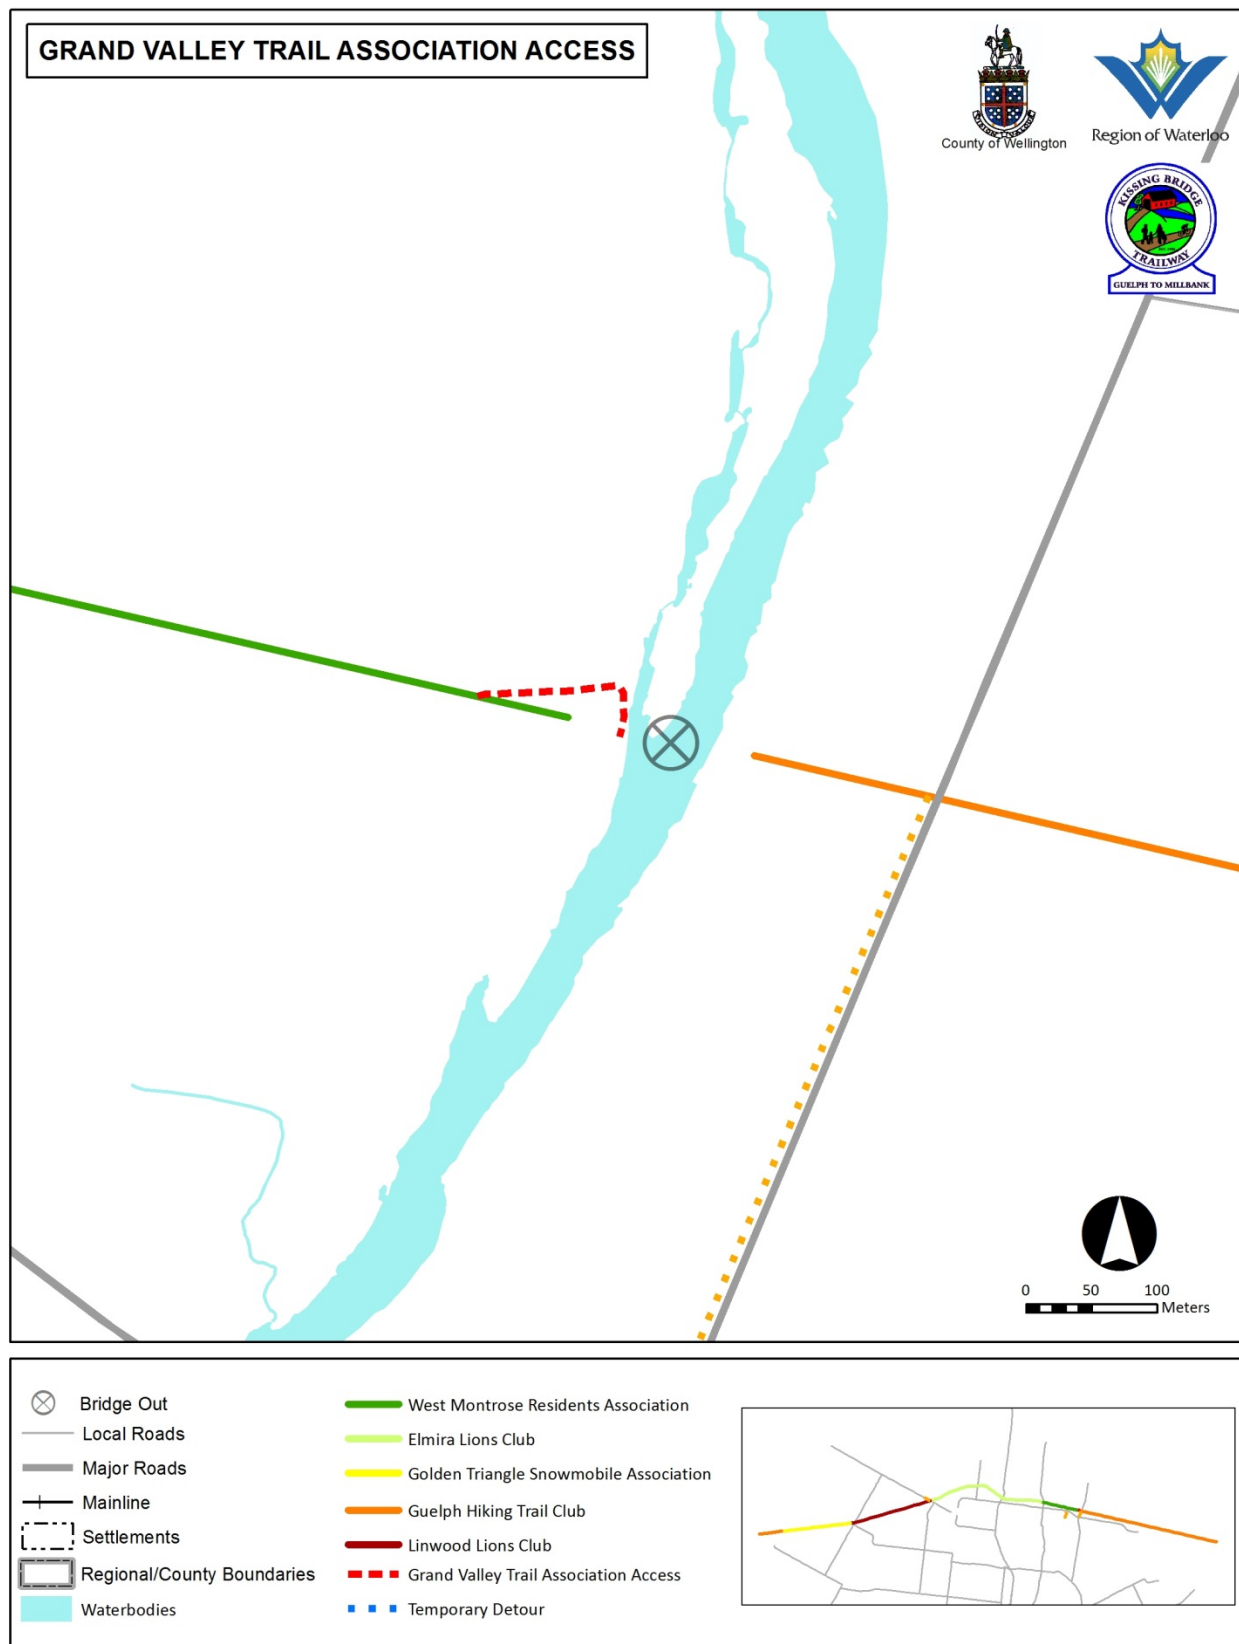 GRAND VALLEY TRAIL ASSOCIATION ACCESS
County of Wellington
Region of Waterloo
KISSING BRIDGE
TRAILWAY
GUELPH TO MILLBANK
0 50 100
Meters
Bridge Out
Local Roads
Major Roads
Mainline
Settlements
Regional/County Boundaries
Waterbodies
West Montrose Residents Association
Elmira Lions Club
Golden Triangle Snowmobile Association
Guelph Hiking Trail Club
Linwood Lions Club
Grand Valley Trail Association Access
Temporary Detour